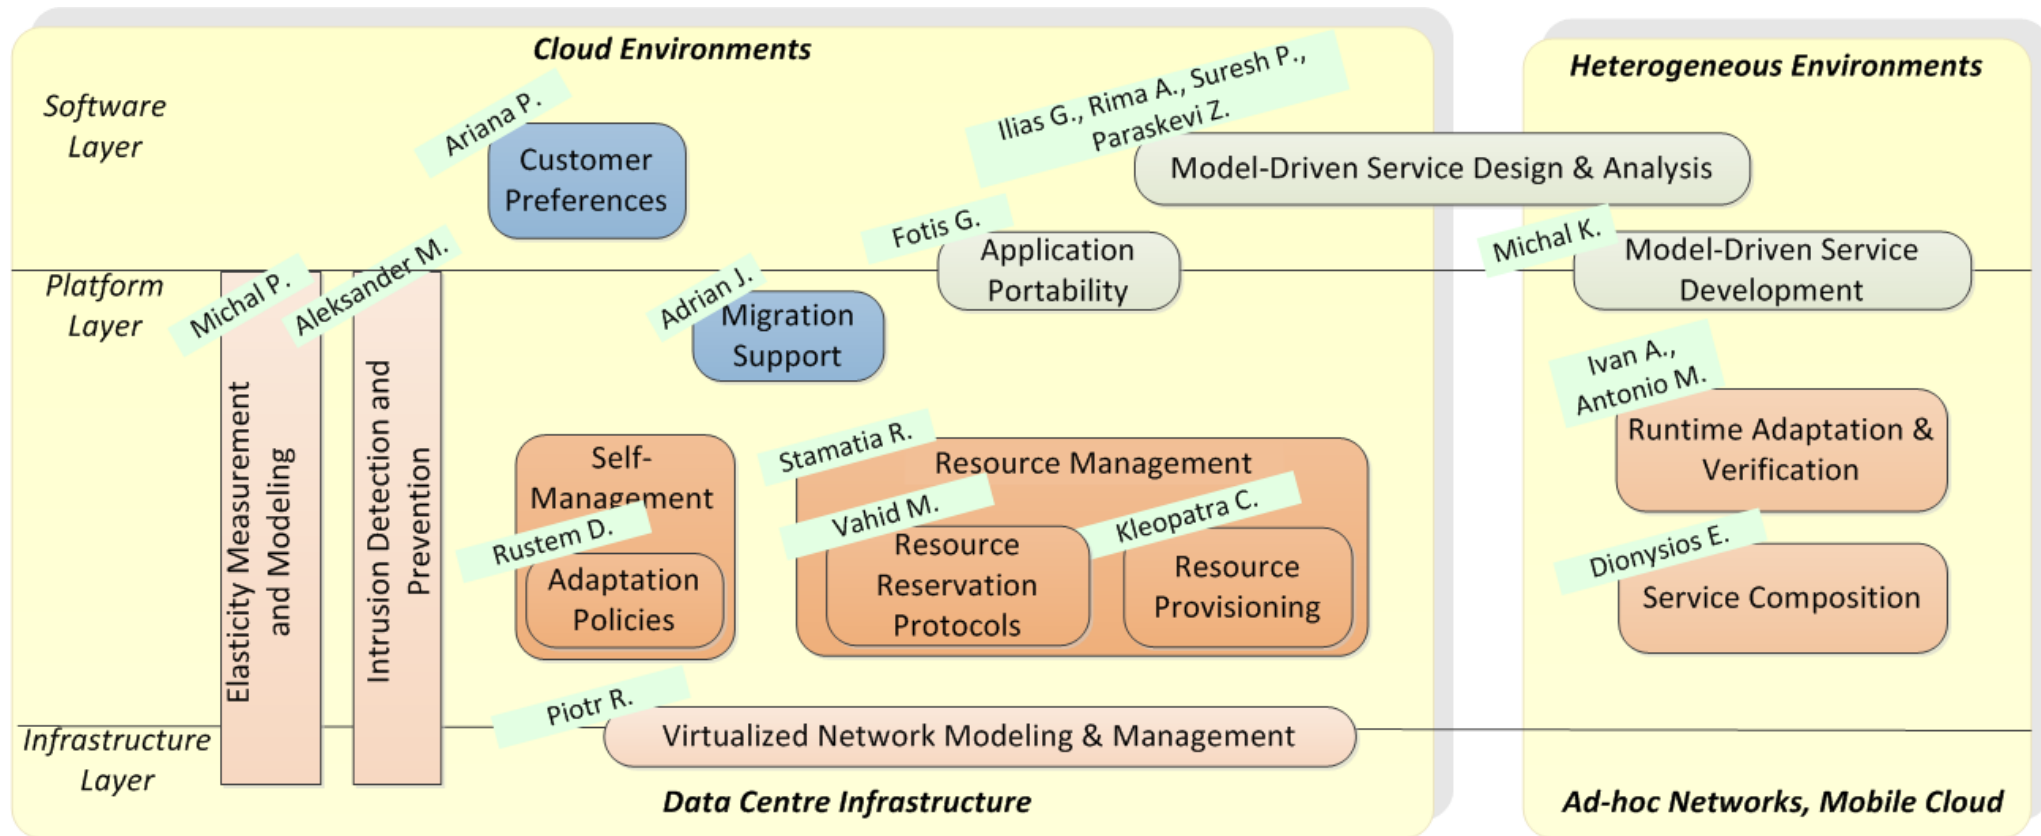 Cloud Environments
Heterogeneous Environments
Software
Layer
Ariana P.
Customer
Preferences
Ilias G., Rima A., Suresh P.,
Paraskevi Z.
Model-Driven Service Design & Analysis
Fotis G.
Application
Portability
Michal K.
Model-Driven Service
Development
Platform
Layer
Michal P.
Elasticity Measurement
and Modeling
Aleksander M.
Intrusion Detection and
Prevention
Adrian J.
Migration
Support
Ivan A.,
Antonio M.
Runtime Adaptation &
Verification
Self-
Management
Rustem D.
Adaptation
Policies
Stamatia R.
Resource Management
Vahid M.
Resource
Reservation
Protocols
Kleopatra C.
Resource
Provisioning
Dionysios E.
Service Composition
Piotr R.
Virtualized Network Modeling & Management
Infrastructure
Layer
Data Centre Infrastructure
Ad-hoc Networks, Mobile Cloud